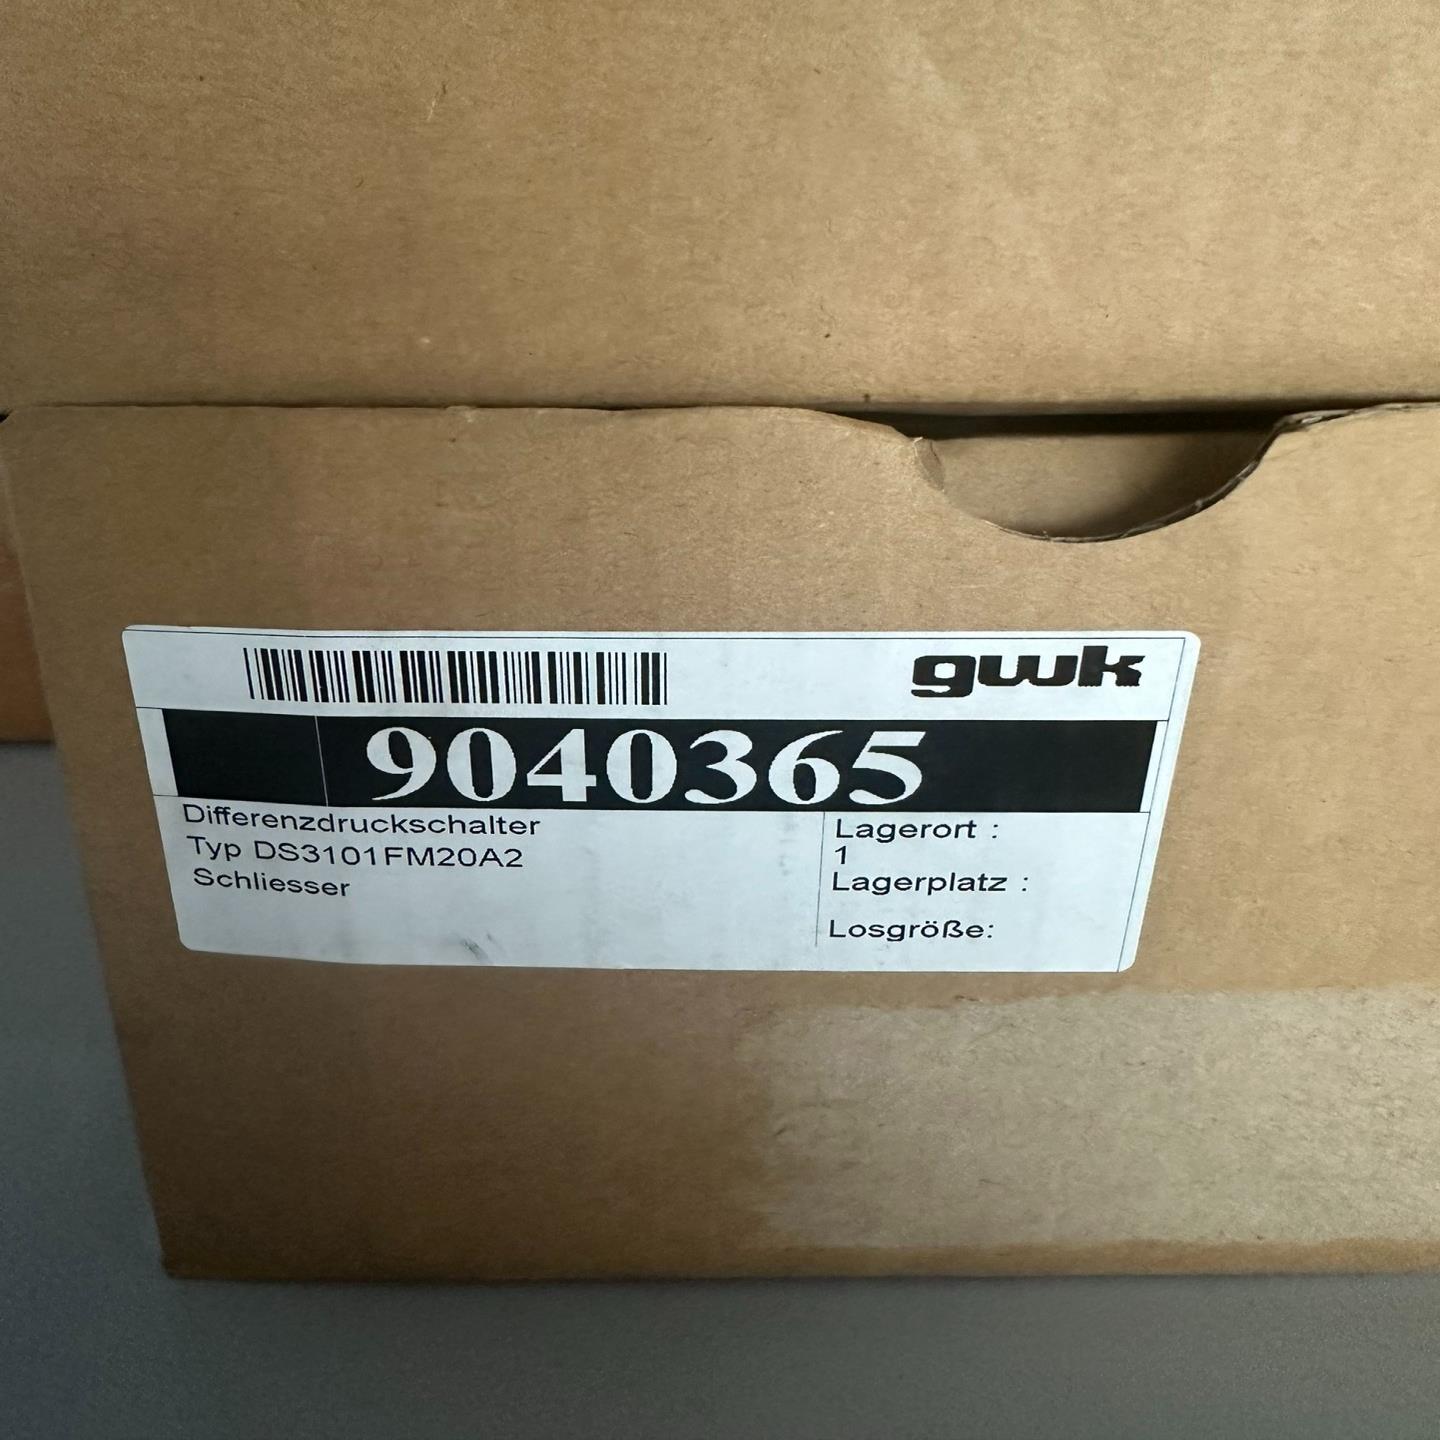 gwk
9040365
Differenzdruckschalter
Typ DS3101FM20A2
Schliesser
Lagerort :
1
Lagerplatz :
Losgröße: